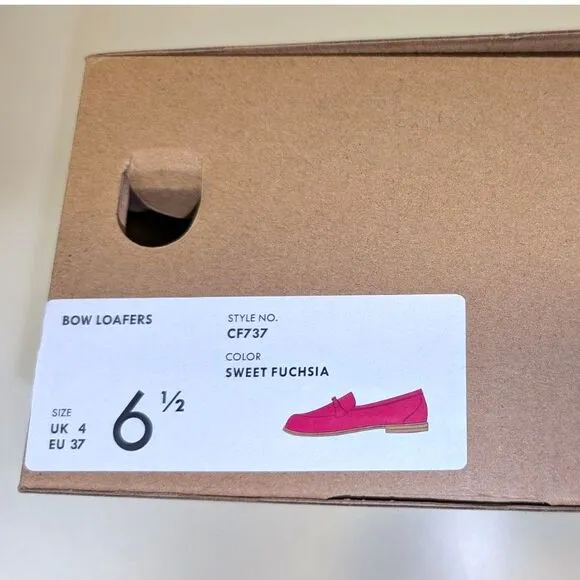 BOW LOAFERS
STYLE NO.
CF737
COLOR
SWEET FUCHSIA
SIZE
UK 4
EU 37
6 ½